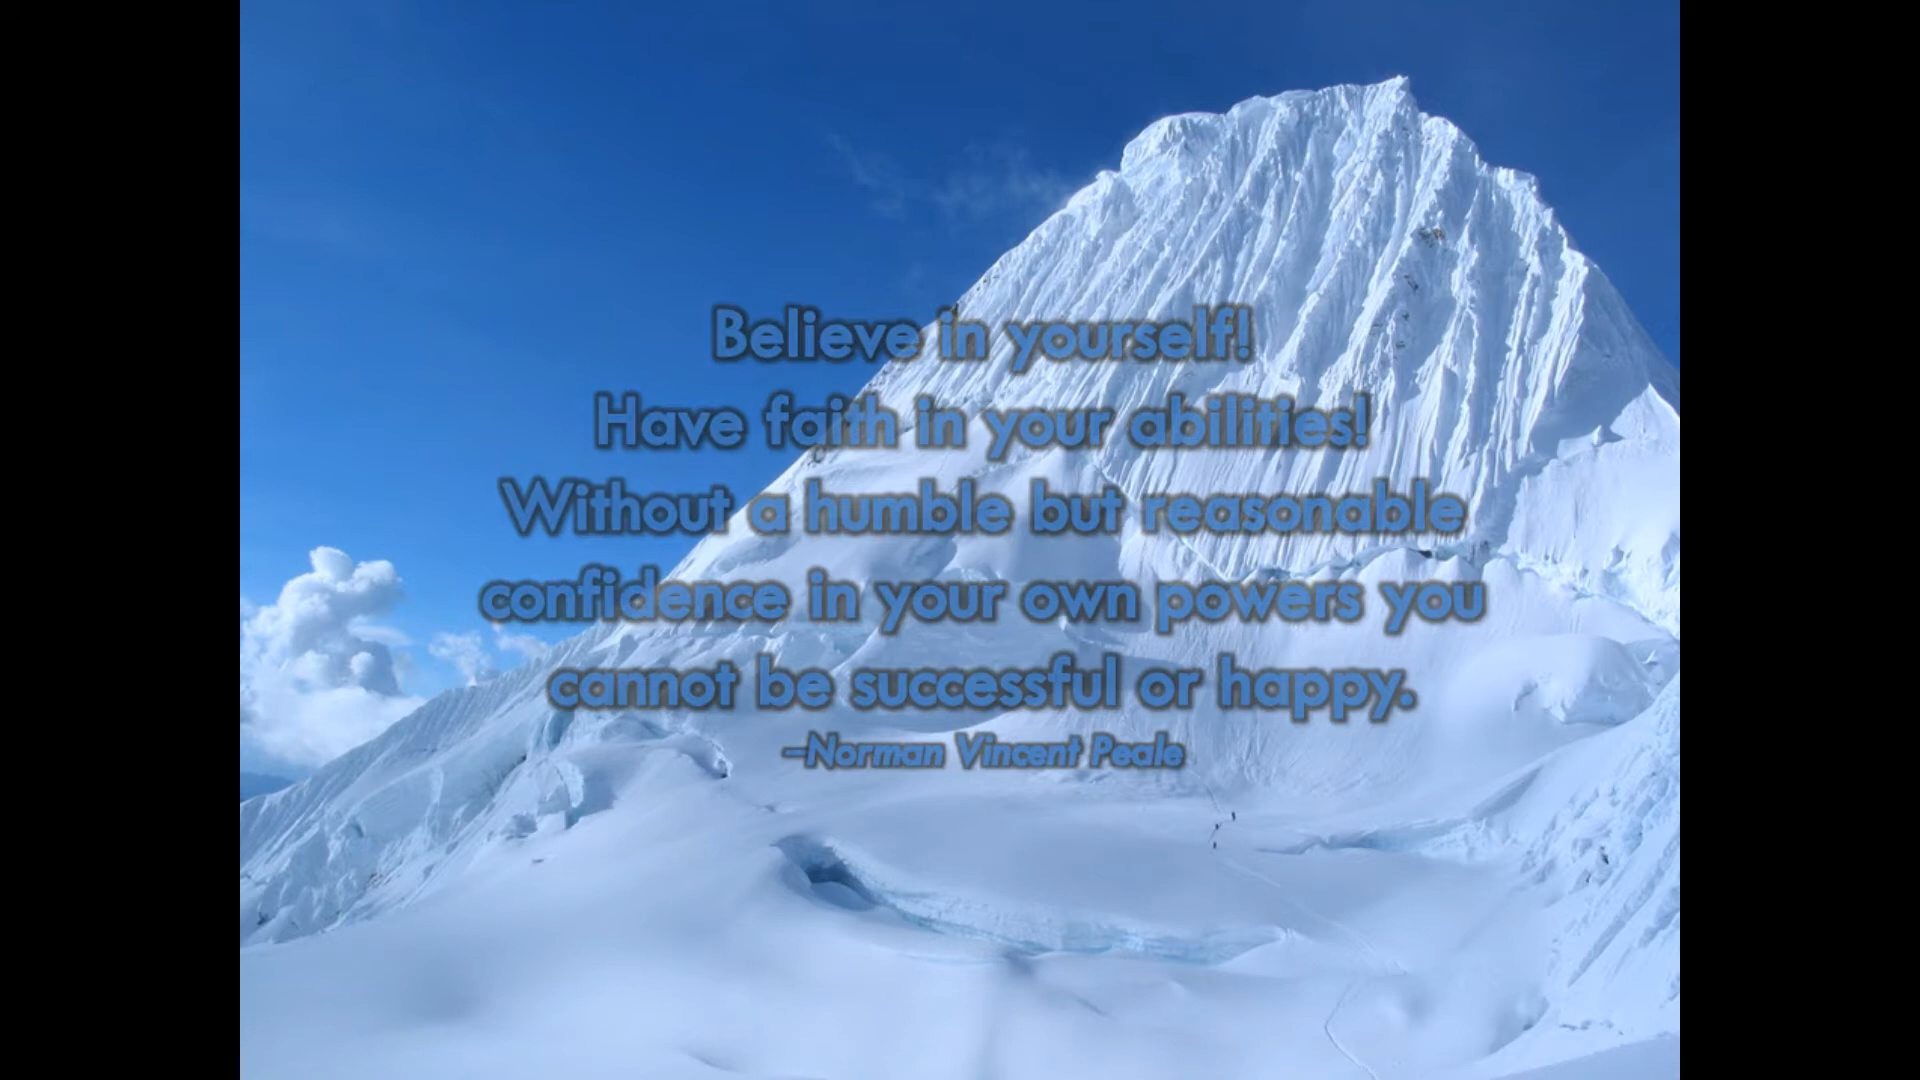 Believe in yourself!
Have faith in your abilities!
Without a humble but reasonable
confidence in your own powers you
cannot be successful or happy.
–Norman Vincent Peale